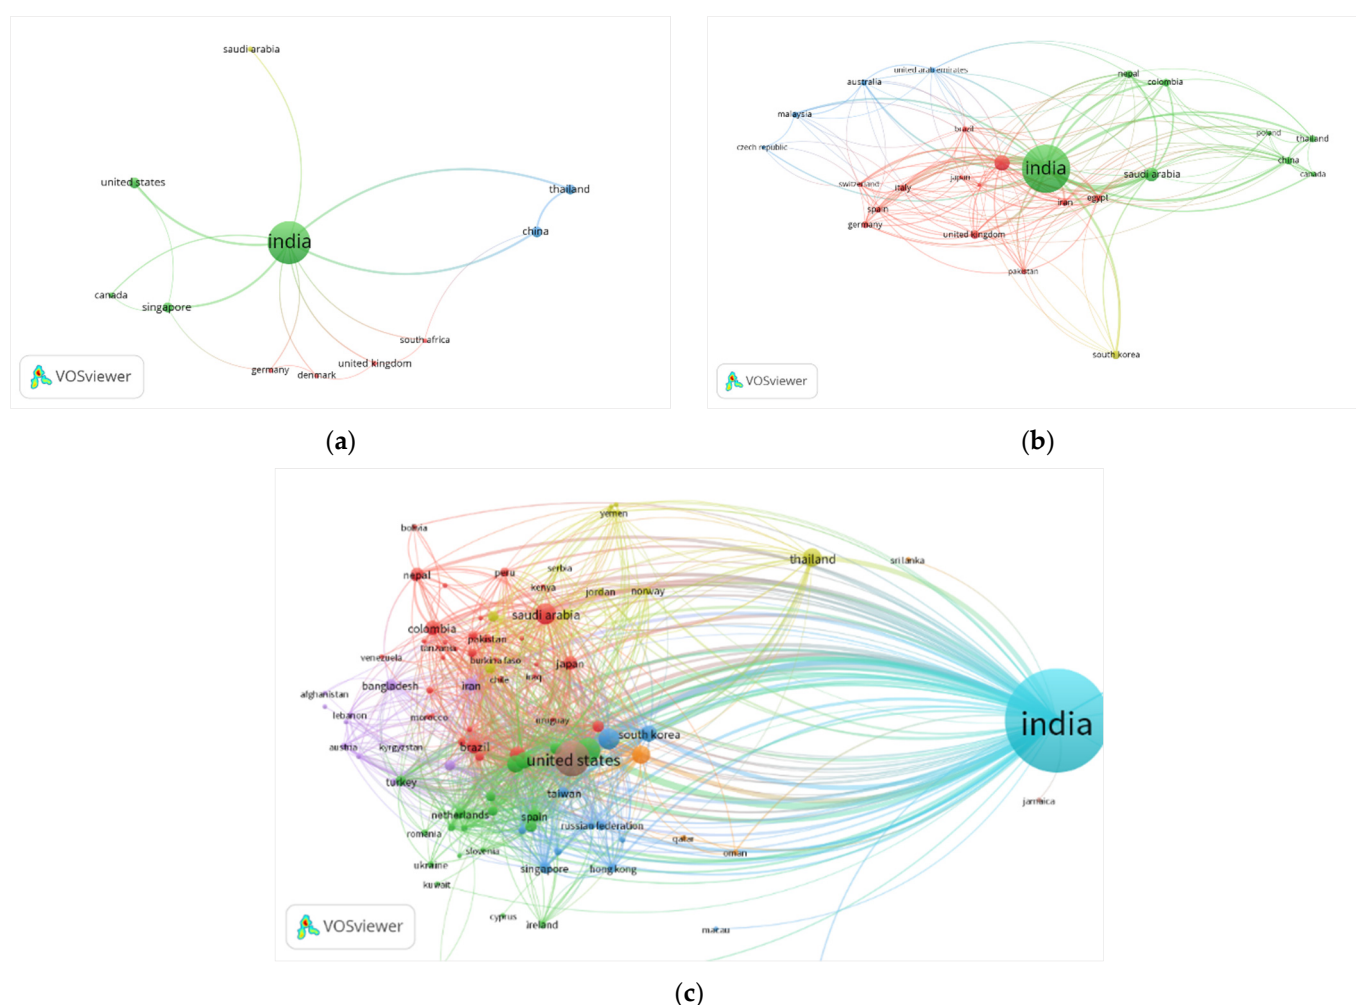 saudi arabia
united states
thailand
china
india
canada
singapore
south africa
united kingdom
germany
denmark
VOSviewer
(a)
united arab emirates
australia
nepal
colombia
malaysia
brazil
poland
thailand
czech republic
china
india
saudi arabia
canada
switzerland
italy
japan
iran
egypt
spain
germany
united kingdom
pakistan
south korea
VOSviewer
(b)
yemen
bolivia
thailand
sri lanka
nepal
peru
serbia
kenya
jordan
norway
saudi arabia
colombia
pakistan
tanzania
venezuela
burkina faso
japan
bangladesh
iran
chile
iraq
afghanistan
lebanon
morocco
uruguay
india
austria
kyrgyzstan
brazil
south korea
united states
turkey
taiwan
jamaica
netherlands
spain
russian federation
romania
slovenia
qatar
oman
ukraine
singapore
hong kong
kuwait
cyprus
ireland
macau
VOSviewer
(c)